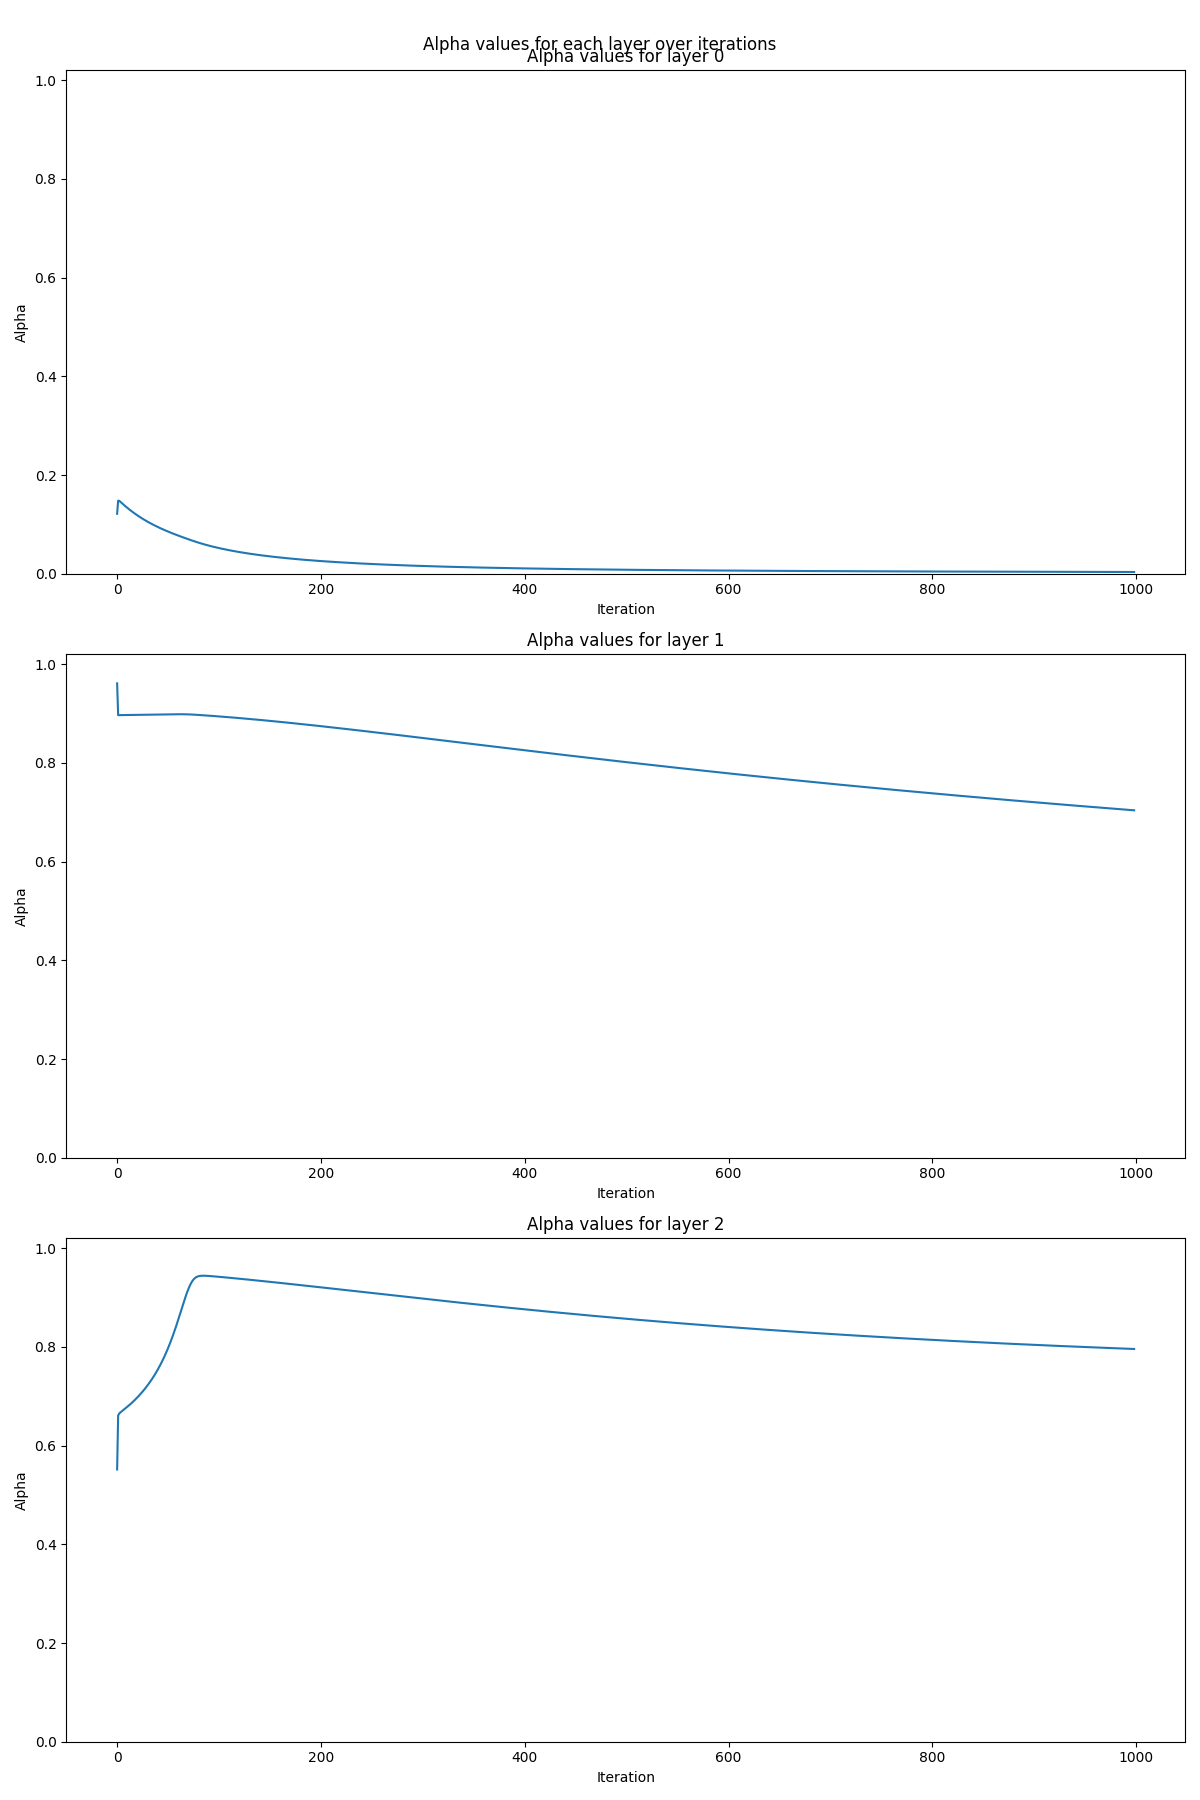 Alpha values for each layer over iterations
Alpha values for layer 0
1.0
0.8
0.6
0.4
0.2
0.0
Alpha
0 200 400 600 800 1000
Iteration
Alpha values for layer 1
1.0
0.8
0.6
0.4
0.2
0.0
Alpha
0 200 400 600 800 1000
Iteration
Alpha values for layer 2
1.0
0.8
0.6
0.4
0.2
0.0
Alpha
0 200 400 600 800 1000
Iteration